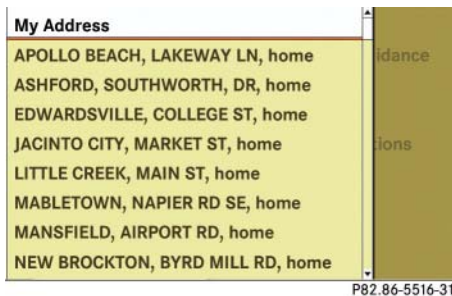 My Address
APOLLO BEACH, LAKEWAY LN, home
idance
ASHFORD, SOUTHWORTH, DR, home
EDWARDSVILLE, COLLEGE ST, home
JACINTO CITY, MARKET ST, home
ions
LITTLE CREEK, MAIN ST, home
MABLETOWN, NAPIER RD SE, home
MANSFIELD, AIRPORT RD, home
NEW BROCKTON, BYRD MILL RD, home
P82.86-5516-31